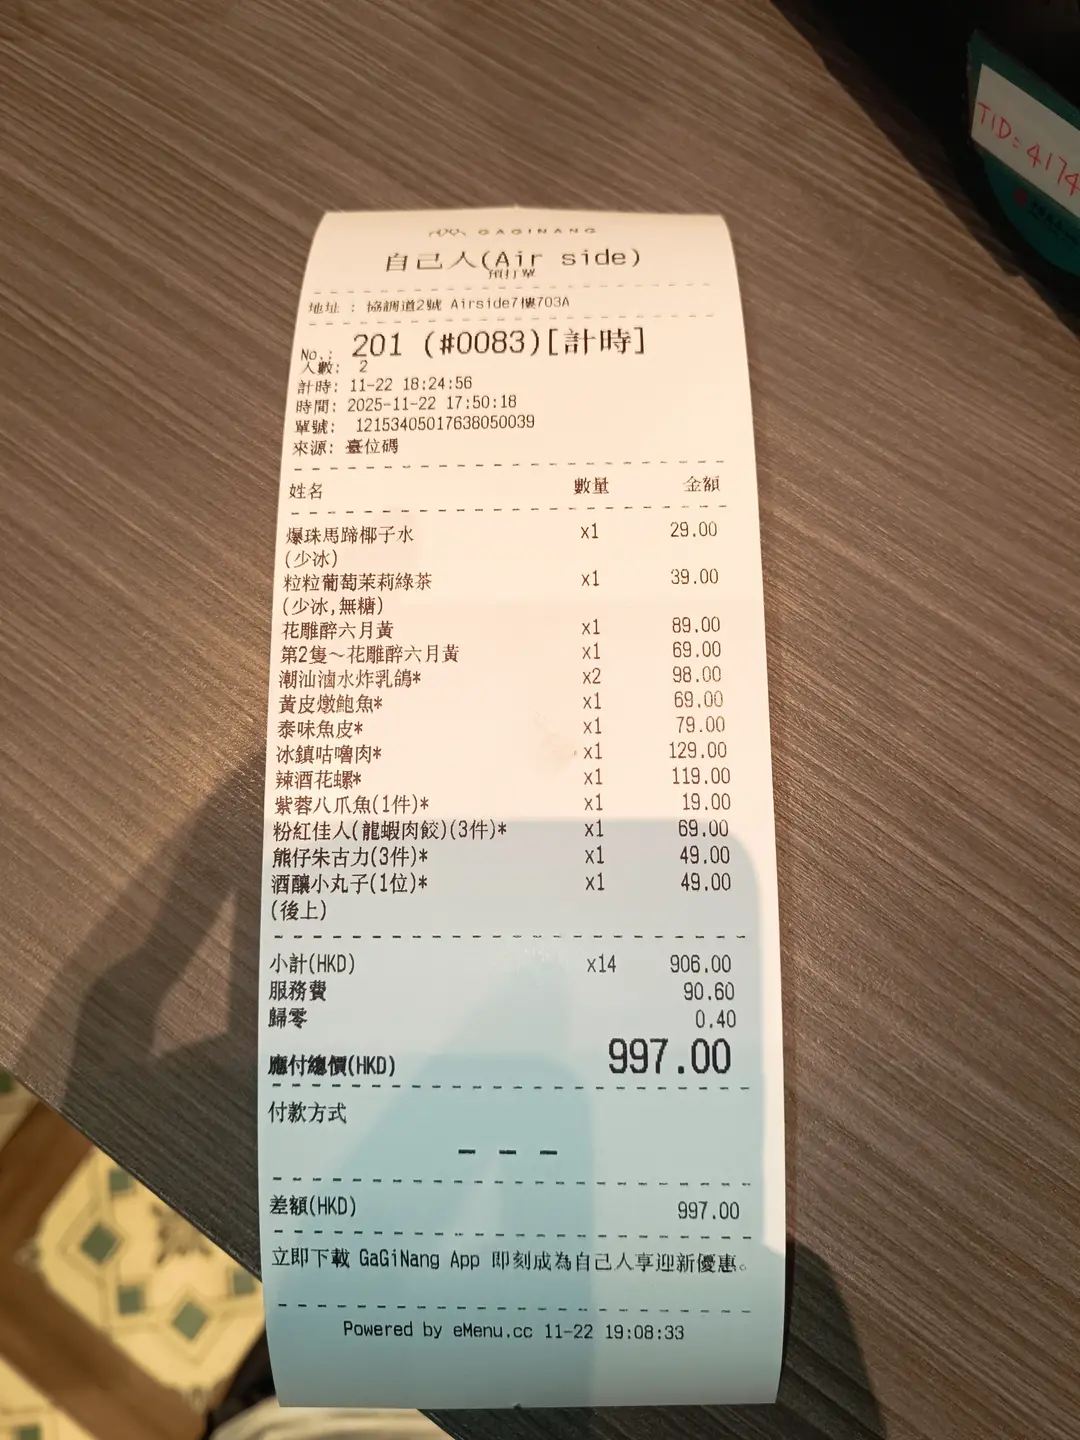 GAGINANG
自己人(Air side)
預打單
地址 : 協調道2號 Airside7樓703A
No.: 201 (#0083)[計時]
人數: 2
計時: 11-22 18:24:56
時間: 2025-11-22 17:50:18
單號: 12153405017638050039
來源: 臺位碼
姓名 數量 金額
爆珠馬蹄椰子水 x1 29.00
(少冰)
粒粒葡萄茉莉綠茶 x1 39.00
(少冰,無糖)
花雕醉六月黃 x1 89.00
第2隻～花雕醉六月黃 x1 69.00
潮汕滷水炸乳鴿* x2 98.00
黃皮燉鮑魚* x1 69.00
泰味魚皮* x1 79.00
冰鎮咕嚕肉* x1 129.00
辣酒花螺* x1 119.00
紫蓉八爪魚(1件)* x1 19.00
粉紅佳人(龍蝦肉餃)(3件)* x1 69.00
熊仔朱古力(3件)* x1 49.00
酒釀小丸子(1位)* x1 49.00
(後上)
小計(HKD) x14 906.00
服務費 90.60
歸零 0.40
應付總價(HKD) 997.00
付款方式
– – –
差額(HKD) 997.00
立即下載 GaGiNang App 即刻成為自己人享迎新優惠。
Powered by eMenu.cc 11-22 19:08:33
TID: 4174